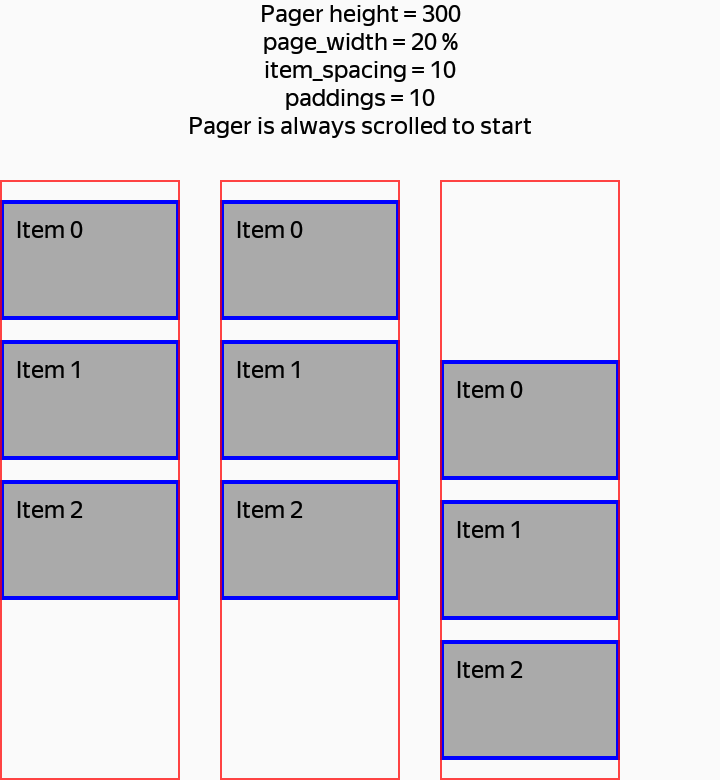 Pager height = 300
page_width = 20 %
item_spacing = 10
paddings = 10
Pager is always scrolled to start
Item 0
Item 1
Item 2
Item 0
Item 1
Item 2
Item 0
Item 1
Item 2